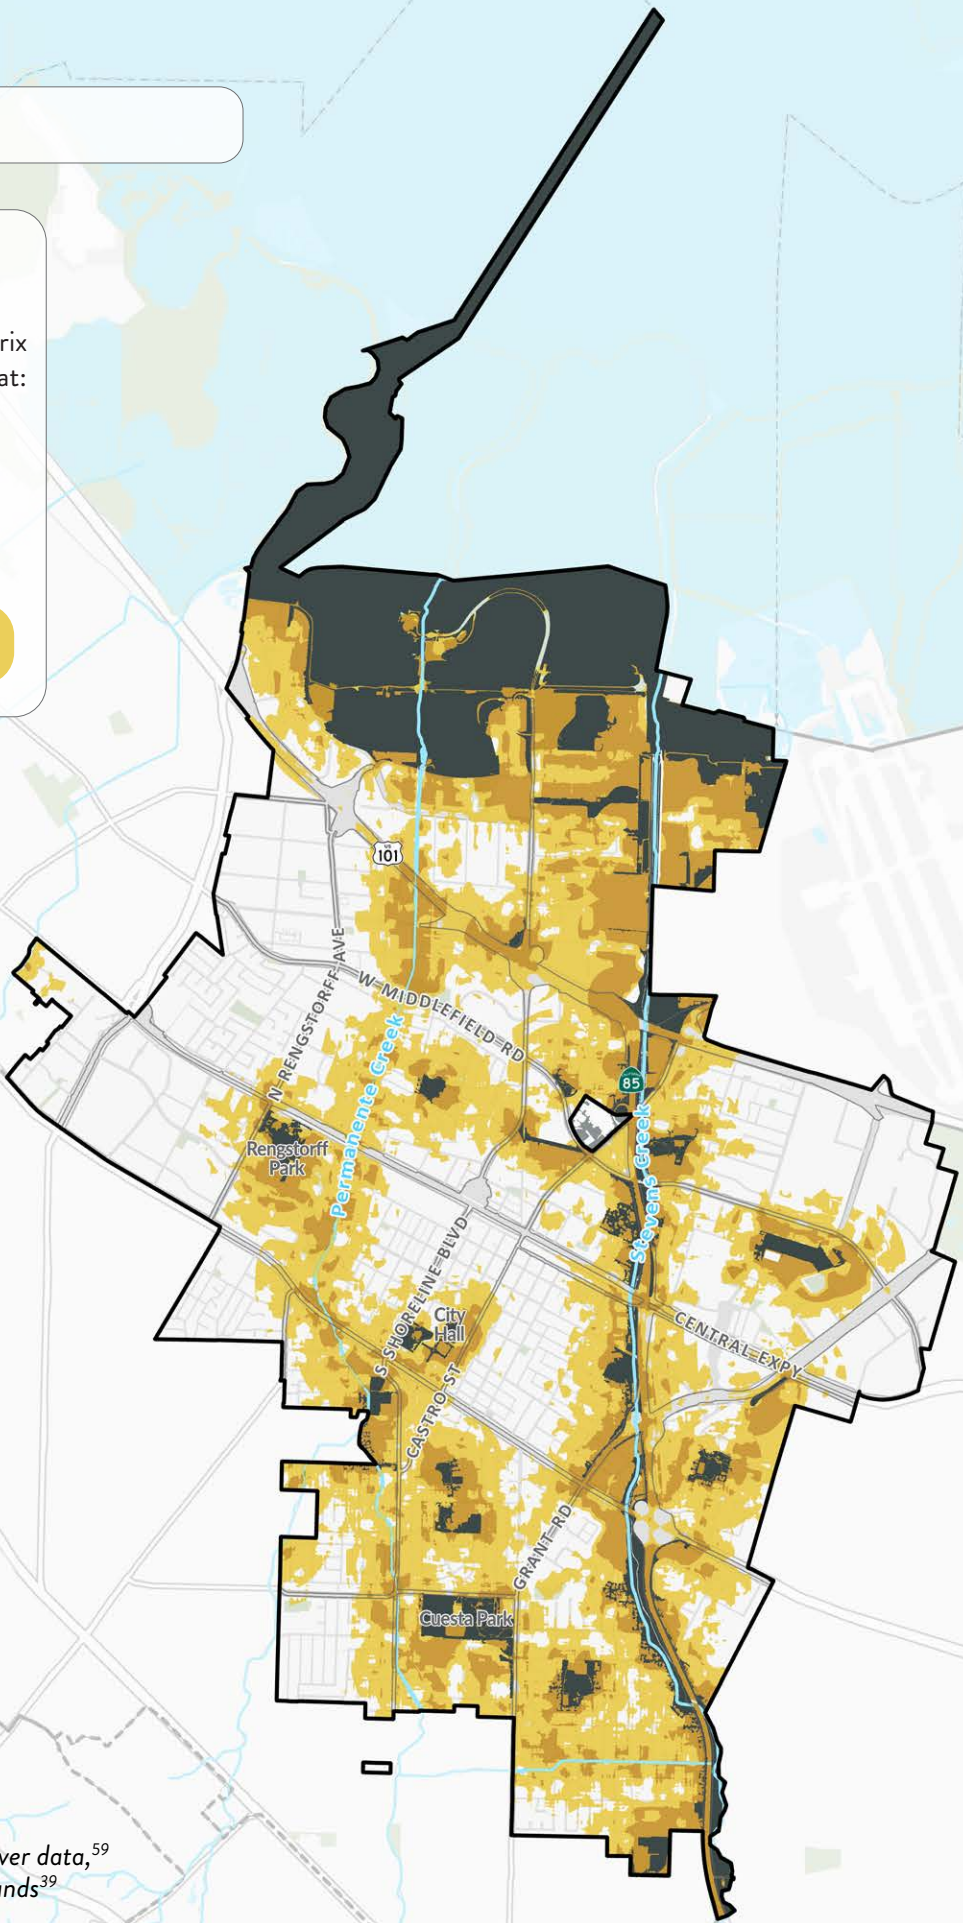 rix
at:
US
101
N RENGSTORFF AVE
W MIDDLEFIELD RD
Permanente Creek
85
Stevens Creek
Rengstorff
Park
S SHORELINE BLVD
City
Hall
CENTRAL EXPY
CASTRO ST
GRANT RD
Cuesta Park
ver data,59
nds39